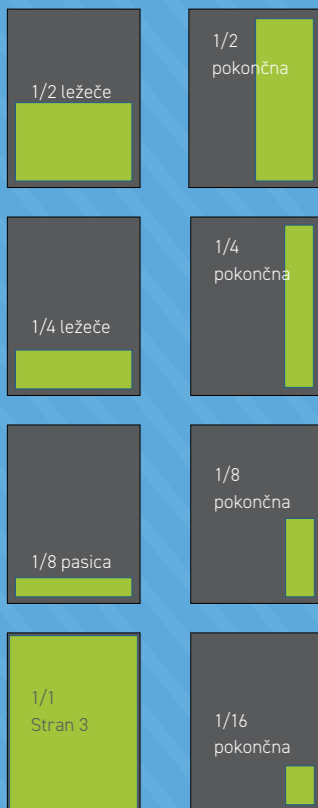 1/2 ležeče
1/2
pokončna
1/4 ležeče
1/4
pokončna
1/8 pasica
1/8
pokončna
1/1
Stran 3
1/16
pokončna